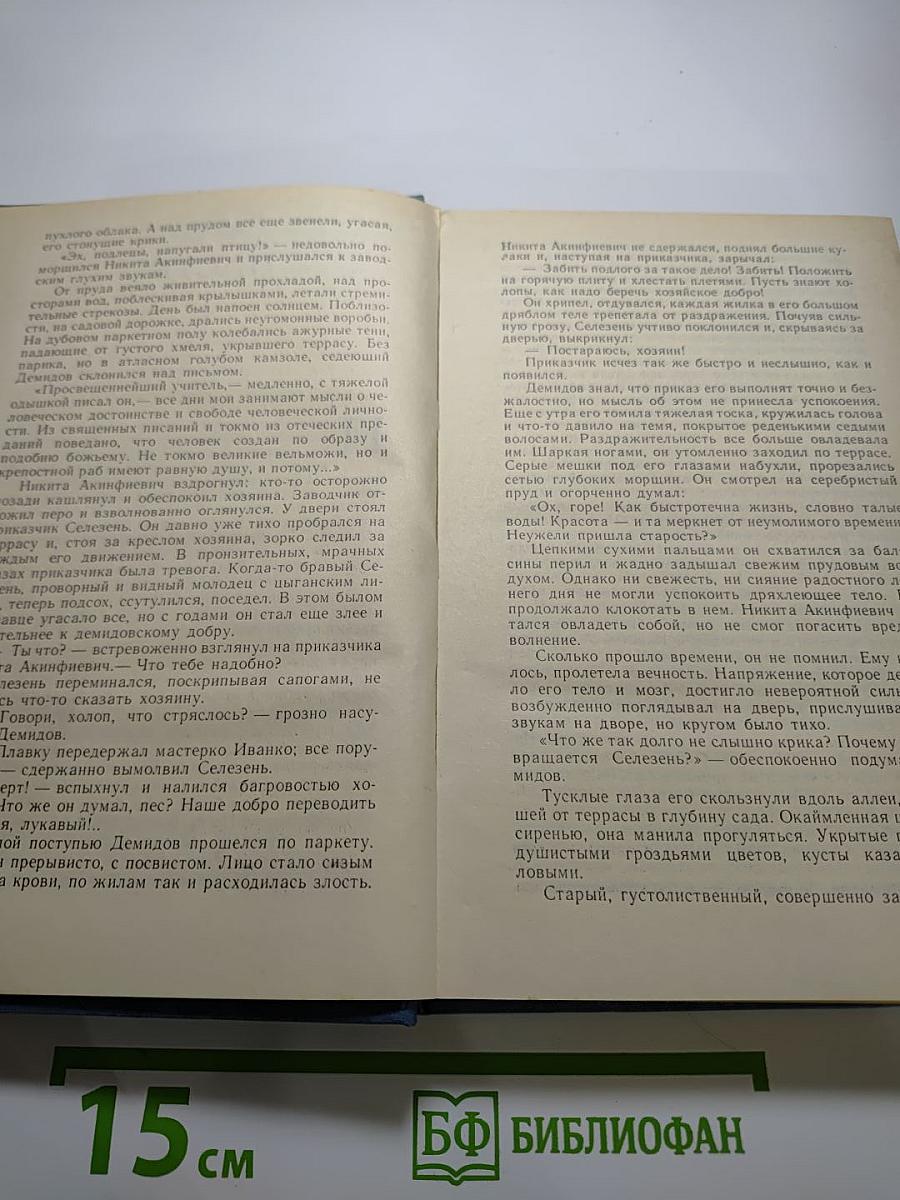 пухлого облака. А над прудом все еще звенели, угасая,
его стонущие крики.
«Эх, подлецы, напугали птицу!» — недовольно по-
морщился Никита Акинфиевич и прислушался к завод-
ским глухим звукам.
От пруда веяло живительной прохладой, над про-
сторами вод, поблескивая крылышками, летали стреми-
тельные стрекозы. День был напоен солнцем. Поблизо-
сти, на садовой дорожке, дрались неугомонные воробьи.
На дубовом паркетном полу колебались ажурные тени,
падающие от густого хмеля, укрывшего террасу. Без
парика, но в атласном голубом камзоле, седеющий
Демидов склонился над письмом.
«Просвещеннейший учитель,— медленно, с тяжелой
одышкой писал он,— все дни мои занимают мысли о че-
ловеческом достоинстве и свободе человеческой лично-
сти. Из священных писаний и токмо из отеческих пре-
даний поведано, что человек создан по образу и
подобию божьему. Не токмо великие вельможи, но и
крепостной раб имеют равную душу, и потому...»
Никита Акинфиевич вздрогнул: кто-то осторожно
позади кашлянул и обеспокоил хозяина. Заводчик от-
ожил перо и взволнованно оглянулся. У двери стоял
риказчик Селезень. Он давно уже тихо пробрался на
ррасу и, стоя за креслом хозяина, зорко следил за
ждым его движением. В пронзительных, мрачных
азах приказчика была тревога. Когда-то бравый Се-
ень, проворный и видный молодец с цыганским ли-
, теперь подсох, ссутулился, поседел. В этом былом
авце угасало все, но с годами он стал еще злее и
ательнее к демидовскому добру.
— Ты что? — встревоженно взглянул на приказчика
та Акинфиевич.— Что тебе надобно?
лезень переминался, поскрипывая сапогами, не
сь что-то сказать хозяину.
Говори, холоп, что стряслось? — грозно насу-
Демидов.
Плавку передержал мастерко Иванко; все пору-
— сдержанно вымолвил Селезень.
ерт! — вспыхнул и налился багровостью хо-
Что же он думал, пес? Наше добро переводить
я, лукавый!..
лой поступью Демидов прошелся по паркету.
н прерывисто, с посвистом. Лицо стало сизым
а крови, по жилам так и расходилась злость.
Никита Акинфиевич не сдержался, поднял большие ку-
лаки и, наступая на приказчика, зарычал:
— Забить подлого за такое дело! Забить! Положить
на горячую плиту и хлестать плетями. Пусть знают хо-
лопы, как надо беречь хозяйское добро!
Он хрипел, отдувался, каждая жилка в его большом
дряблом теле трепетала от раздражения. Почуяв силь-
ную грозу, Селезень учтиво поклонился и, скрываясь за
дверью, выкрикнул:
— Постараюсь, хозяин!
Приказчик исчез так же быстро и неслышно, как и
появился.
Демидов знал, что приказ его выполнят точно и без-
жалостно, но мысль об этом не принесла успокоения.
Еще с утра его томила тяжелая тоска, кружилась голова
и что-то давило на темя, покрытое реденькими седыми
волосами. Раздражительность все больше овладевала
им. Шаркая ногами, он утомленно заходил по террасе.
Серые мешки под его глазами набухли, прорезались
сетью глубоких морщин. Он смотрел на серебристый
пруд и огорченно думал:
«Ох, горе! Как быстротечна жизнь, словно талые
воды! Красота — и та меркнет от неумолимого времени
Неужели пришла старость?»
Цепкими сухими пальцами он схватился за баля
сины перил и жадно задышал свежим прудовым во
духом. Однако ни свежесть, ни сияние радостного ле
него дня не могли успокоить дряхлеющее тело.
продолжало клокотать в нем. Никита Акинфиевич
тался овладеть собой, но не смог погасить вред
волнение.
Сколько прошло времени, он не помнил. Ему
лось, пролетела вечность. Напряжение, которое де
ло его тело и мозг, достигло невероятной сил
возбужденно поглядывал на дверь, прислушива
звукам на дворе, но кругом было тихо.
«Что же так долго не слышно крика? Почему
вращается Селезень?» — обеспокоенно подума
мидов.
Тусклые глаза его скользнули вдоль аллеи,
шей от террасы в глубину сада. Окаймленная
сиренью, она манила прогуляться. Укрытые
душистыми гроздьями цветов, кусты каза
ловыми.
Старый, густолиственный, совершенно за
15 см
БФ БИБЛИОФАН